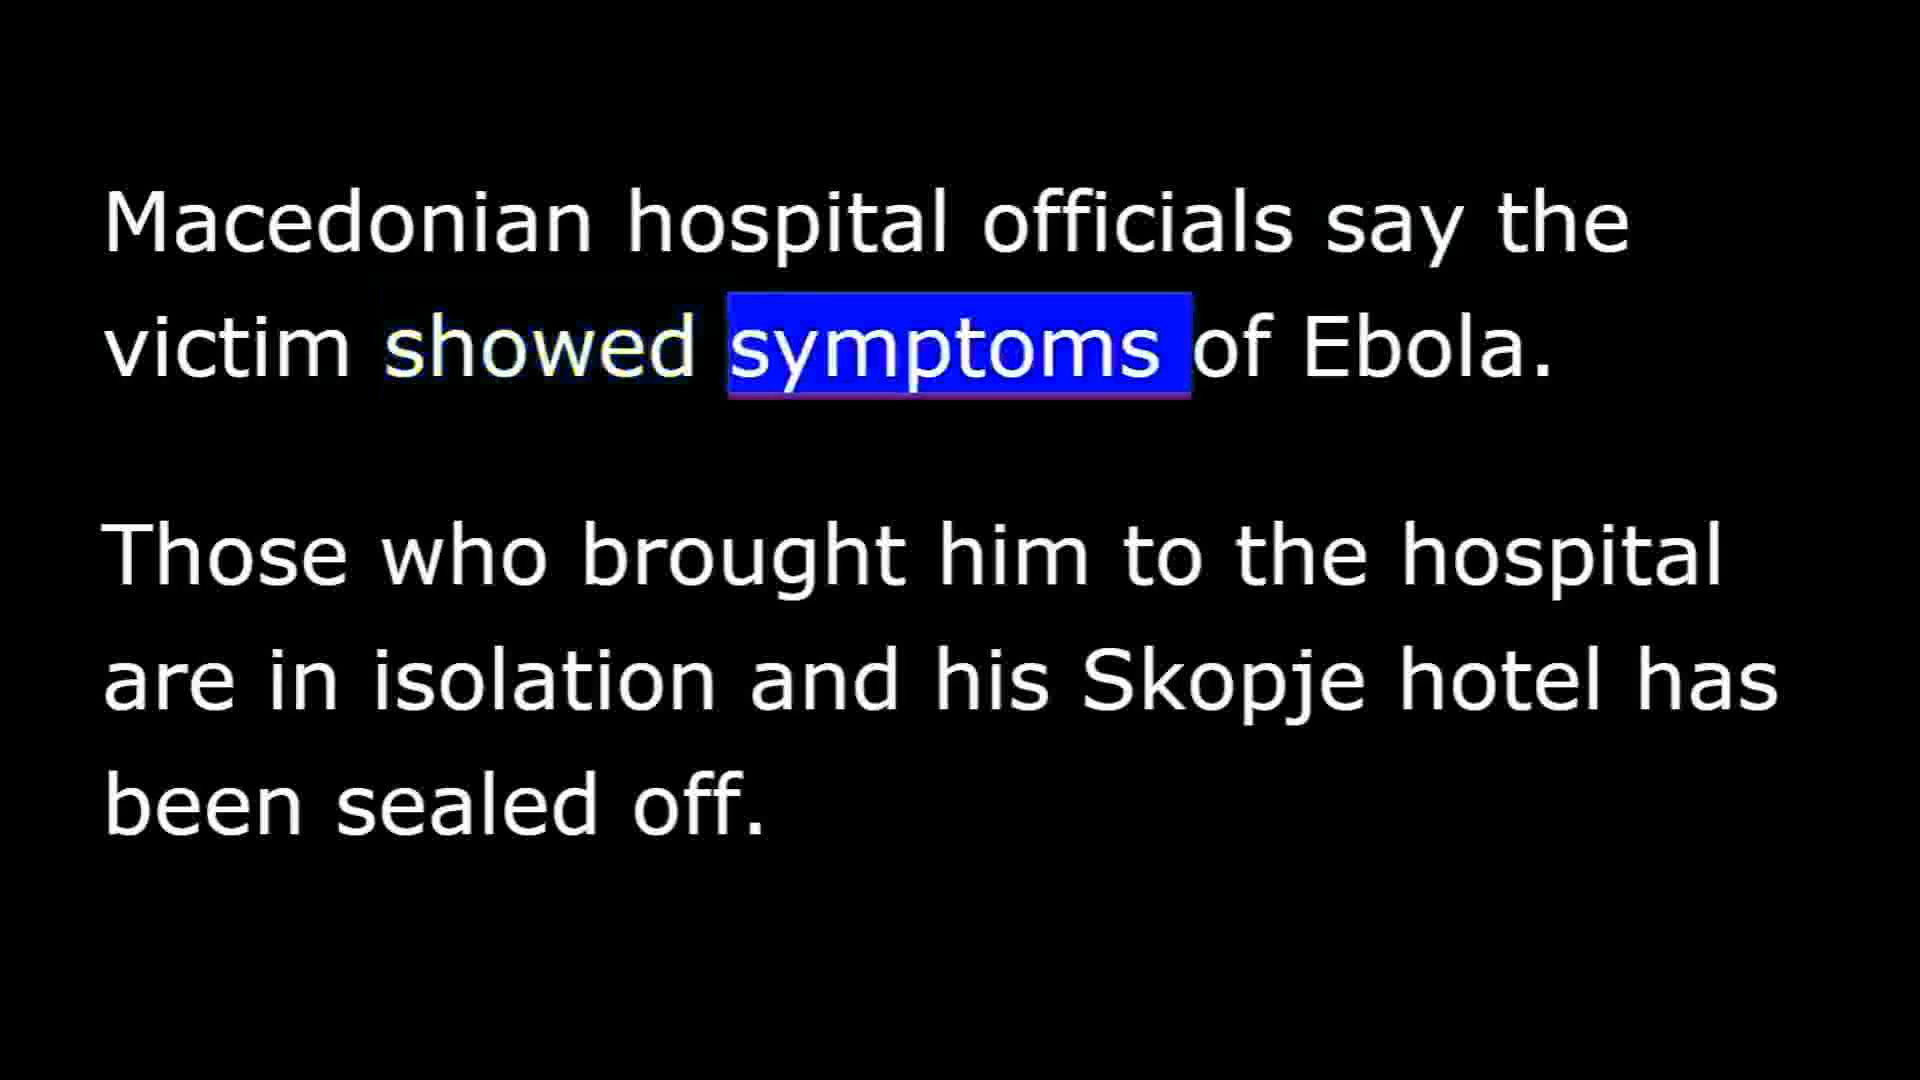 Macedonian hospital officials say the
victim showed symptoms of Ebola.
Those who brought him to the hospital
are in isolation and his Skopje hotel has
been sealed off.